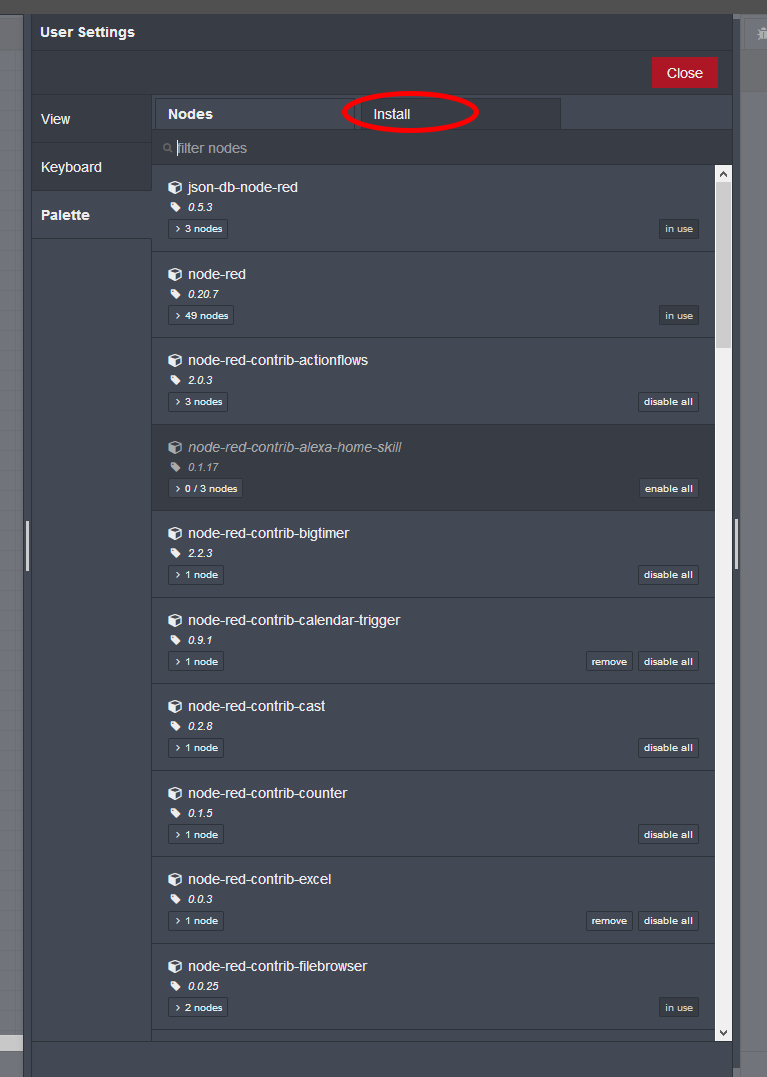 User Settings
Close
View
Keyboard
Palette
Nodes
Install
filter nodes
json-db-node-red
0.5.3
> 3 nodes
in use
node-red
0.20.7
> 49 nodes
in use
node-red-contrib-actionflows
2.0.3
> 3 nodes
disable all
node-red-contrib-alexa-home-skill
0.1.17
> 0 / 3 nodes
enable all
node-red-contrib-bigtimer
2.2.3
> 1 node
disable all
node-red-contrib-calendar-trigger
0.9.1
> 1 node
remove
disable all
node-red-contrib-cast
0.2.8
> 1 node
disable all
node-red-contrib-counter
0.1.5
> 1 node
disable all
node-red-contrib-excel
0.0.3
> 1 node
remove
disable all
node-red-contrib-filebrowser
0.0.25
> 2 nodes
in use